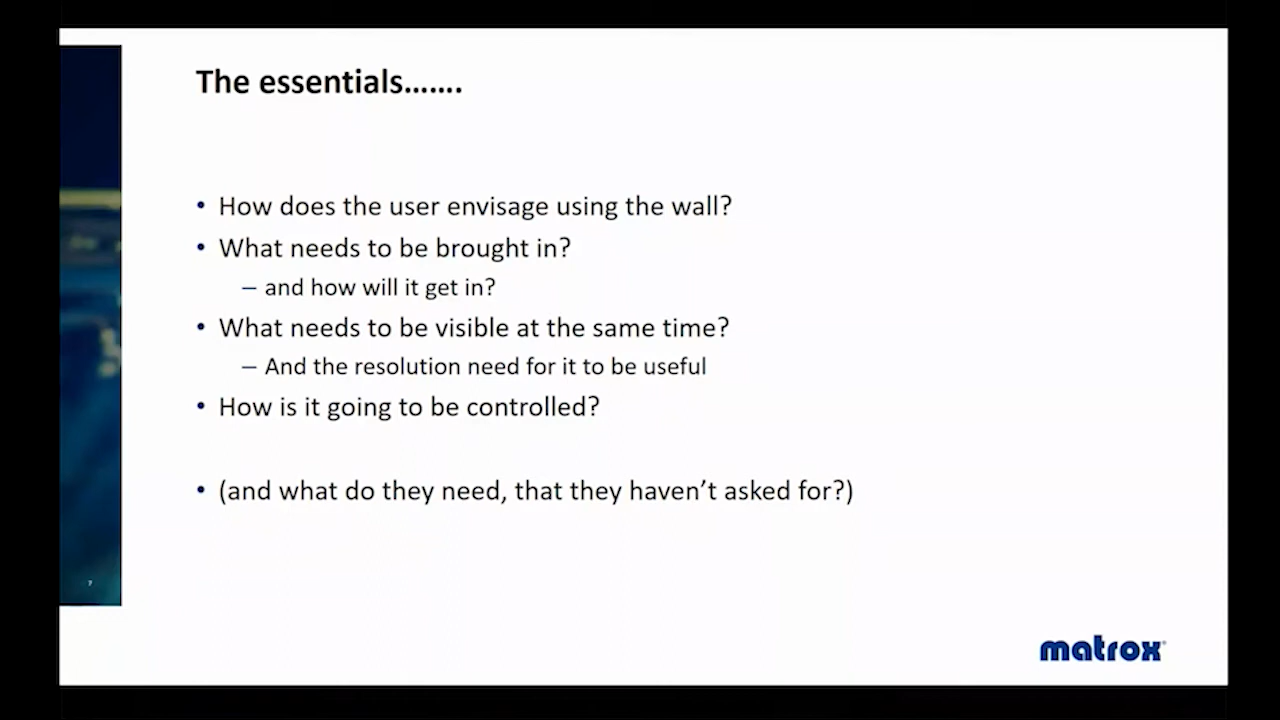 The essentials…….
• How does the user envisage using the wall?
• What needs to be brought in?
– and how will it get in?
• What needs to be visible at the same time?
– And the resolution need for it to be useful
• How is it going to be controlled?
• (and what do they need, that they haven’t asked for?)
7
matrox®